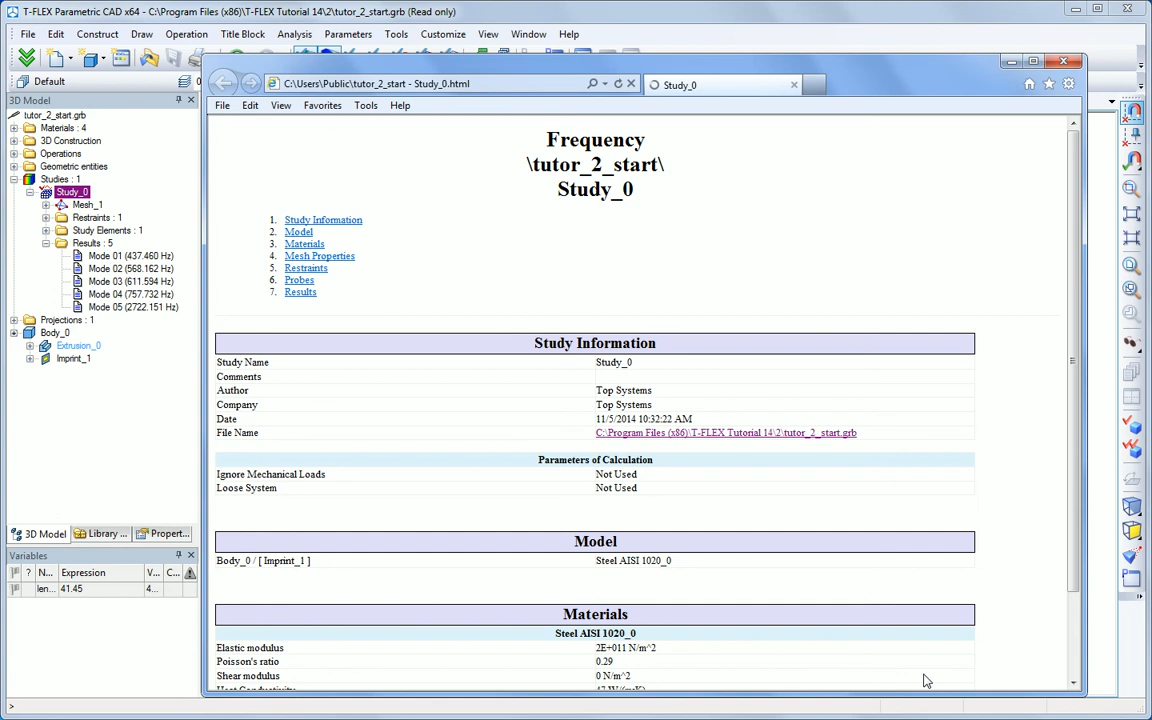 T-FLEX Parametric CAD x64 - C:\Program Files (x86)\T-FLEX Tutorial 14\2\tutor_2_start.grb (Read only)
File Edit Construct Draw Operation Title Block Analysis Parameters Tools Customize View Window Help
Default
0
3D Model
tutor_2_start.grb
Materials : 4
3D Construction
Operations
Geometric entities
Studies : 1
Study_0
Mesh_1
Restraints : 1
Study Elements : 1
Results : 5
Mode 01 (437.460 Hz)
Mode 02 (568.162 Hz)
Mode 03 (611.594 Hz)
Mode 04 (757.732 Hz)
Mode 05 (2722.151 Hz)
Projections : 1
Body_0
Extrusion_0
Imprint_1
3D Model Library ... Propert...
Variables
? N... Expression V... C...
len... 41.45 4...
>
C:\Users\Public\tutor_2_start - Study_0.html
Study_0
File Edit View Favorites Tools Help
Frequency
\tutor_2_start\
Study_0
1. Study Information
2. Model
3. Materials
4. Mesh Properties
5. Restraints
6. Probes
7. Results
Study Information
Study Name Study_0
Comments
Author Top Systems
Company Top Systems
Date 11/5/2014 10:32:22 AM
File Name C:\Program Files (x86)\T-FLEX Tutorial 14\2\tutor_2_start.grb
Parameters of Calculation
Ignore Mechanical Loads Not Used
Loose System Not Used
Model
Body_0 / [ Imprint_1 ] Steel AISI 1020_0
Materials
Steel AISI 1020_0
Elastic modulus 2E+011 N/m^2
Poisson's ratio 0.29
Shear modulus 0 N/m^2
Heat Conductivity